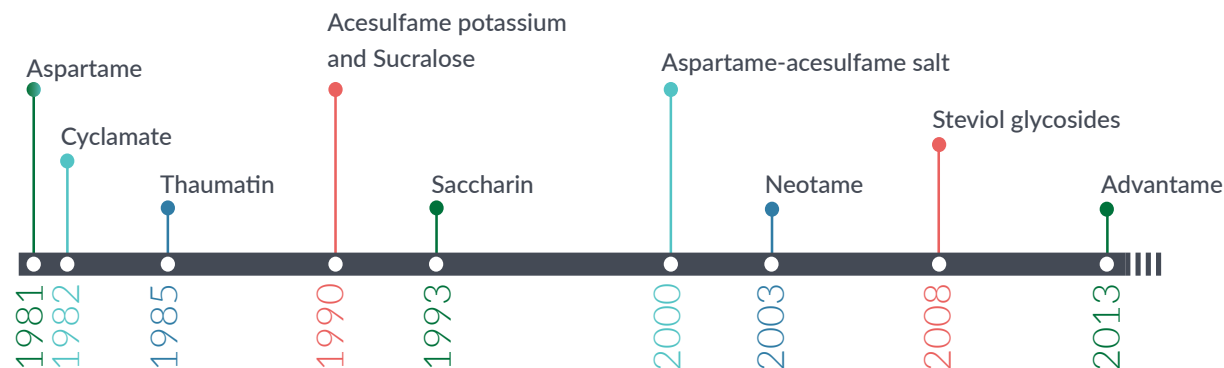 Acesulfame potassium
and Sucralose
Aspartame
Aspartame-acesulfame salt
Cyclamate
Steviol glycosides
Thaumatin
Saccharin
Neotame
Advantame
1981
1982
1985
1990
1993
2000
2003
2008
2013